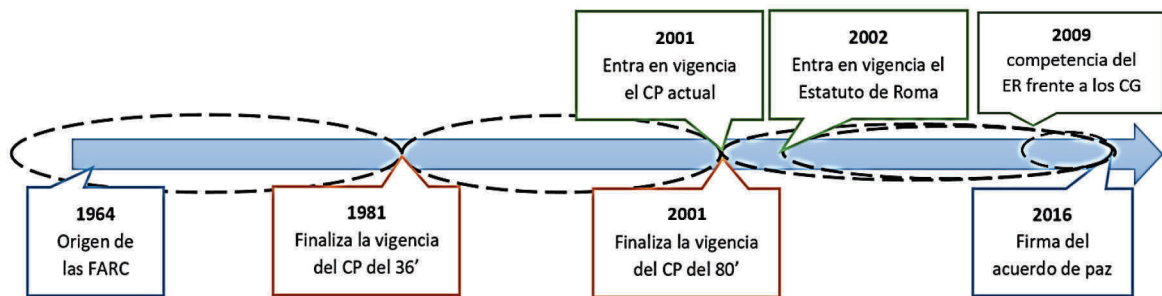 2001
Entra en vigencia
el CP actual
2002
Entra en vigencia el
Estatuto de Roma
2009
competencia del
ER frente a los CG
1964
Origen de
las FARC
1981
Finaliza la vigencia
del CP del 36’
2001
Finaliza la vigencia
del CP del 80’
2016
Firma del
acuerdo de paz